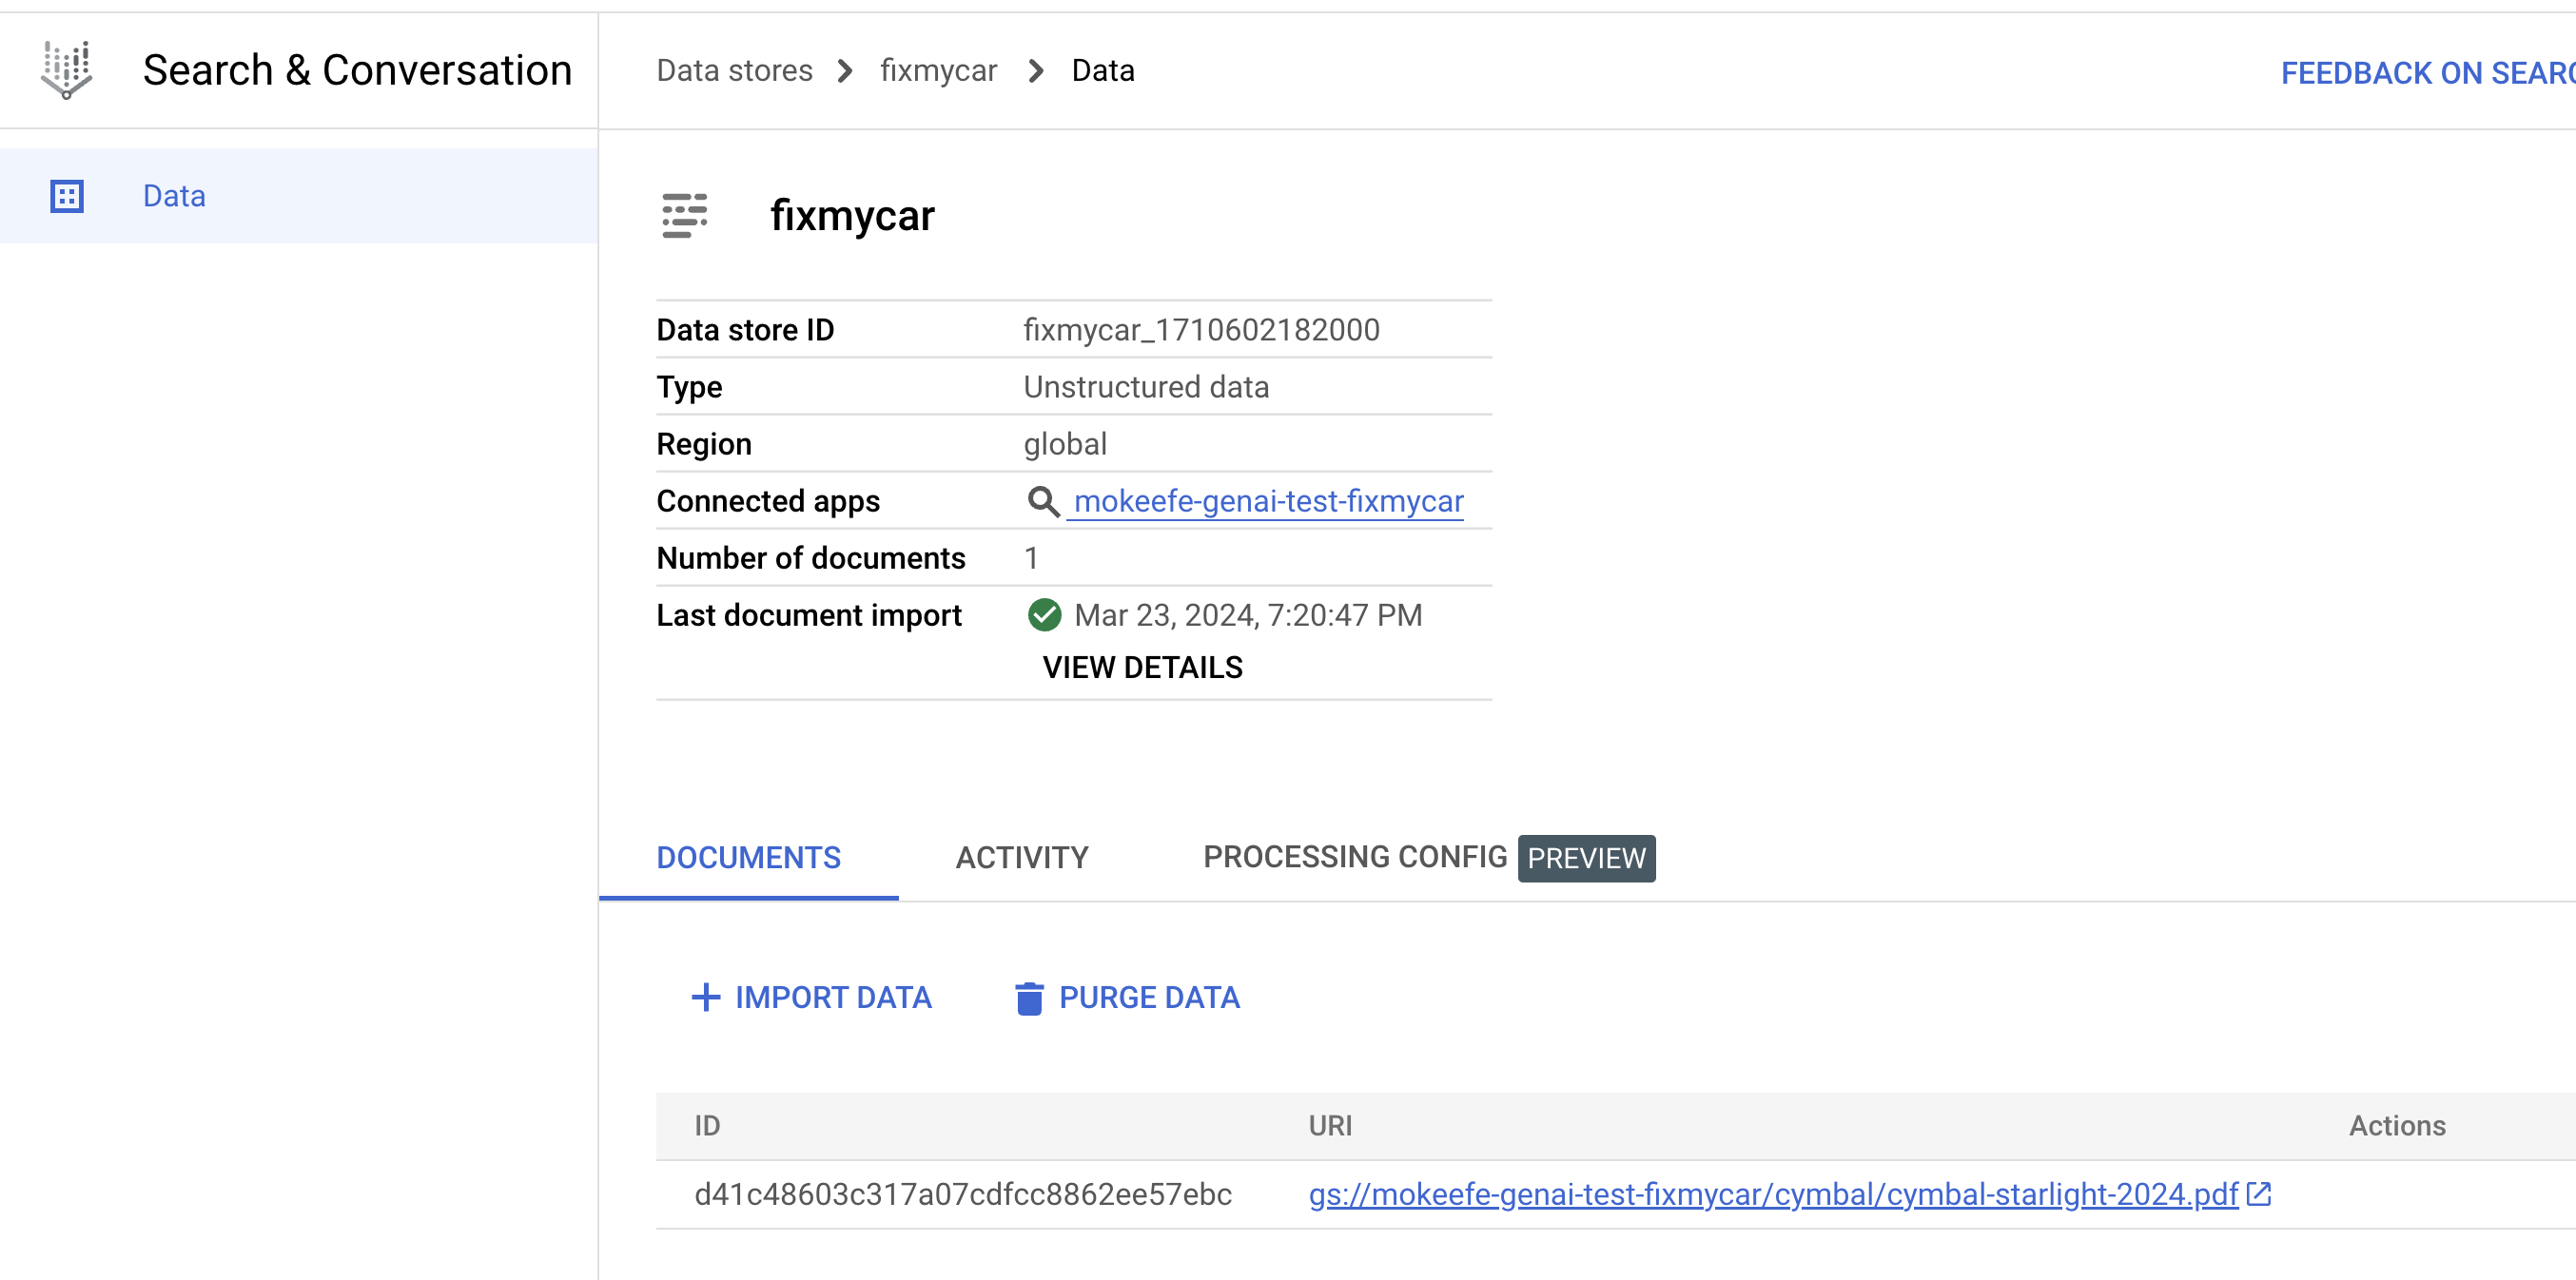 Search & Conversation
Data stores > fixmycar > Data
FEEDBACK ON SEARC
Data
fixmycar
Data store ID fixmycar_1710602182000
Type Unstructured data
Region global
Connected apps mokeefe-genai-test-fixmycar
Number of documents 1
Last document import Mar 23, 2024, 7:20:47 PM
VIEW DETAILS
DOCUMENTS ACTIVITY PROCESSING CONFIG PREVIEW
IMPORT DATA PURGE DATA
ID URI Actions
d41c48603c317a07cdfcc8862ee57ebc gs://mokeefe-genai-test-fixmycar/cymbal/cymbal-starlight-2024.pdf